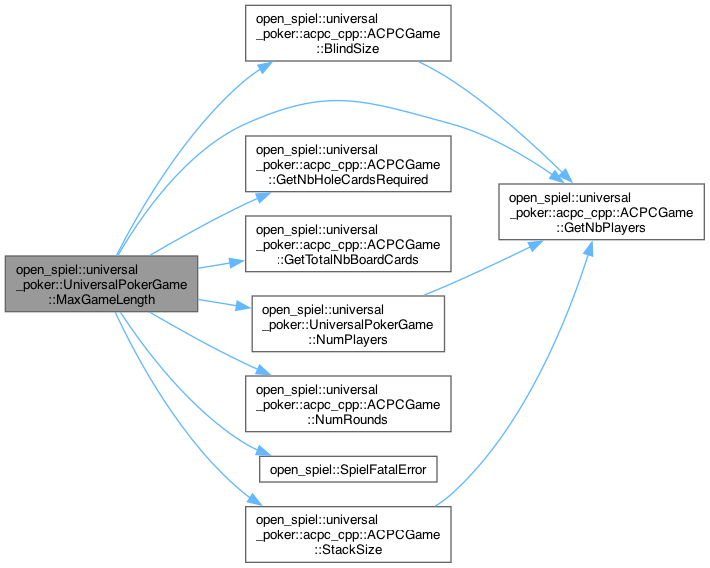 open_spiel::universal
_poker::acpc_cpp::ACPCGame
::BlindSize
open_spiel::universal
_poker::acpc_cpp::ACPCGame
::GetNbHoleCardsRequired
open_spiel::universal
_poker::acpc_cpp::ACPCGame
::GetNbPlayers
open_spiel::universal
_poker::acpc_cpp::ACPCGame
::GetTotalNbBoardCards
open_spiel::universal
_poker::UniversalPokerGame
::MaxGameLength
open_spiel::universal
_poker::UniversalPokerGame
::NumPlayers
open_spiel::universal
_poker::acpc_cpp::ACPCGame
::NumRounds
open_spiel::SpielFatalError
open_spiel::universal
_poker::acpc_cpp::ACPCGame
::StackSize